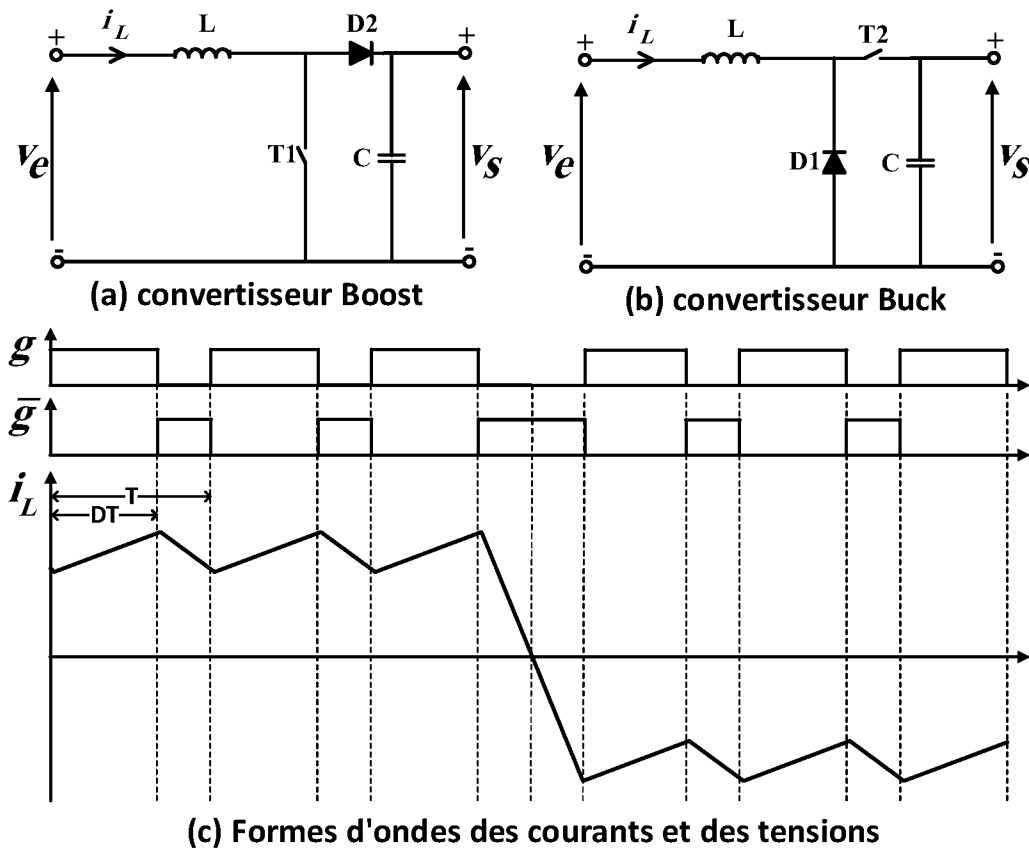 i_L L D2
+ +
v_e T1 C v_s
- -
(a) convertisseur Boost
i_L L T2
+ +
v_e D1 C v_s
- -
(b) convertisseur Buck
g
g̅
i_L
T
DT
(c) Formes d'ondes des courants et des tensions